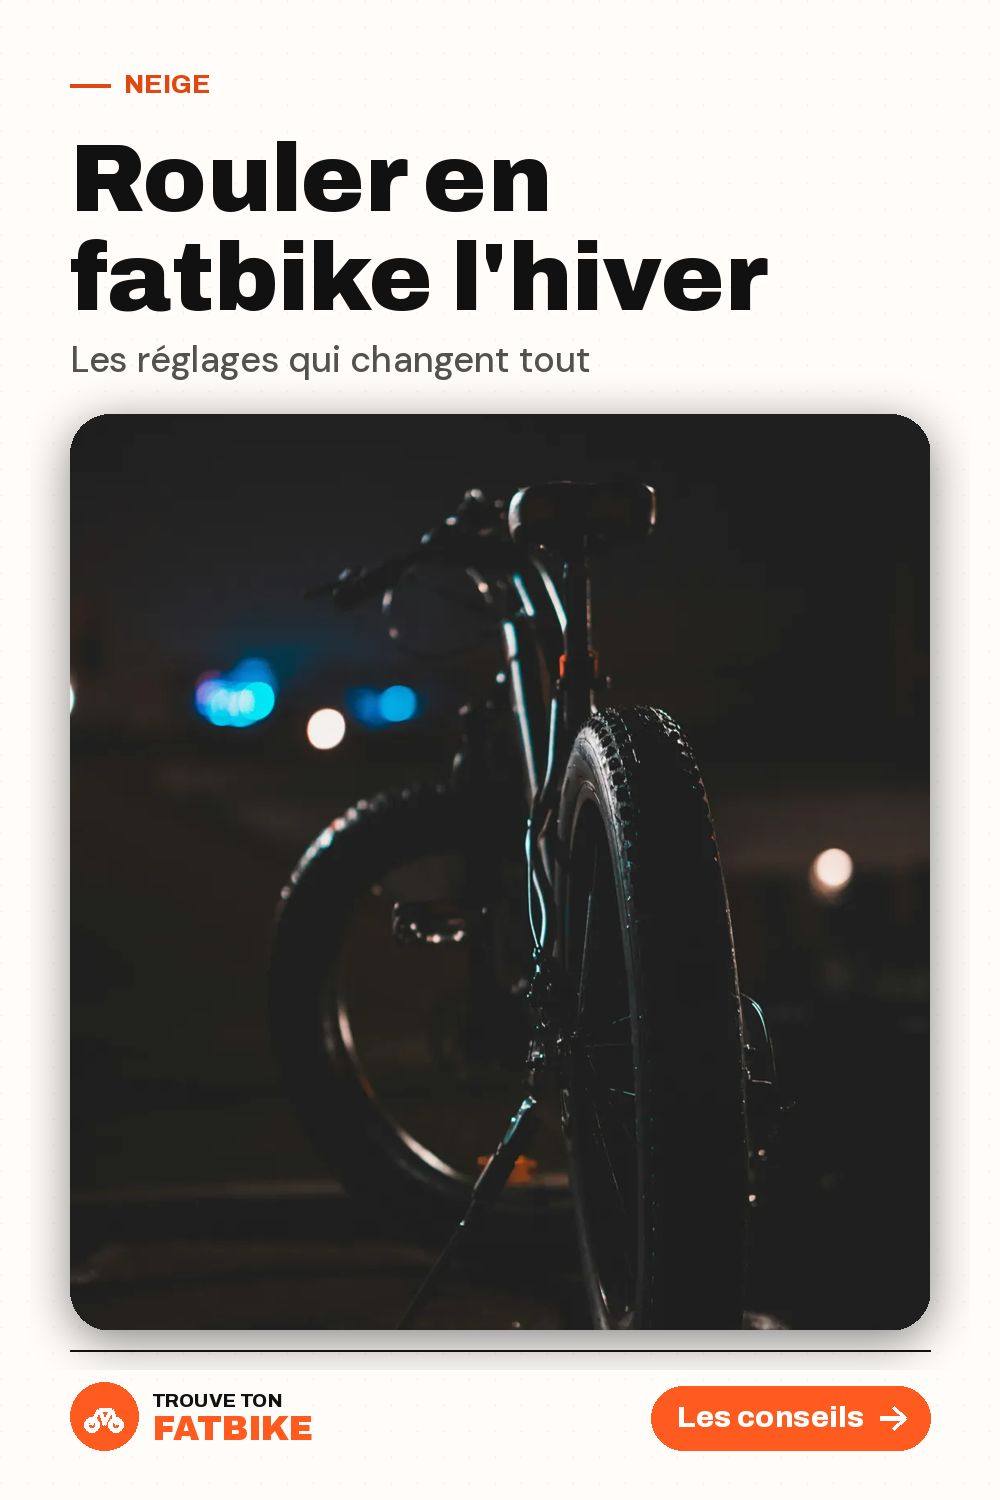 NEIGE
Rouler en
fatbike l'hiver
Les réglages qui changent tout
TROUVE TON
FATBIKE
Les conseils →